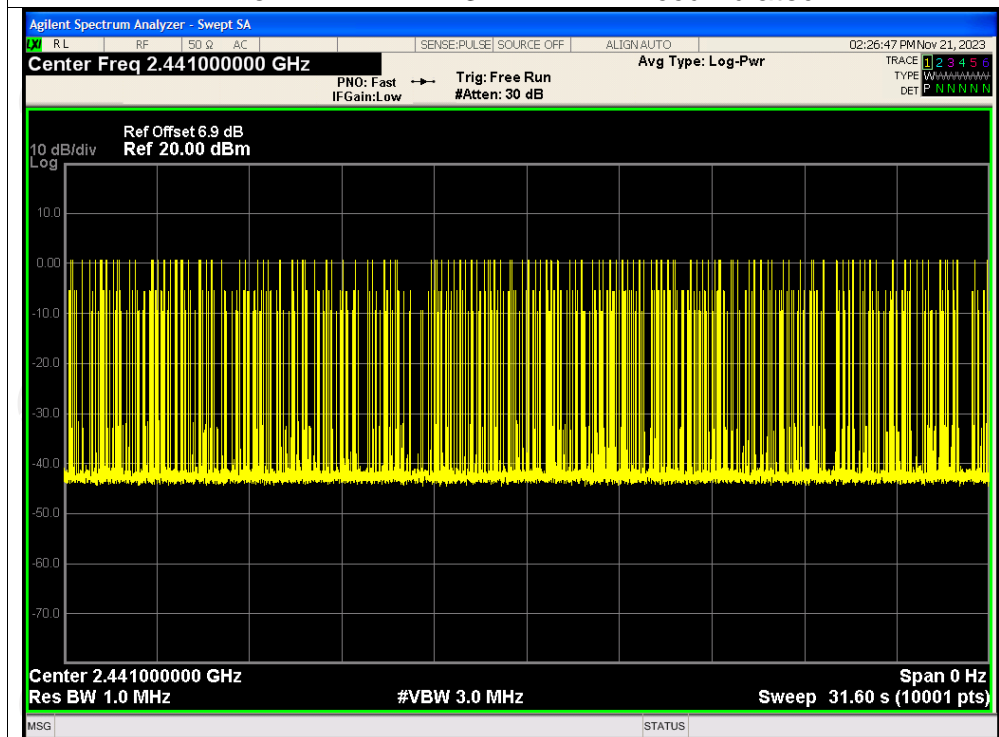 Agilent Spectrum Analyzer - Swept SA
LXI RL RF 50 Ω AC SENSE:PULSE SOURCE OFF ALIGN AUTO 02:26:47 PM Nov 21, 2023
Center Freq 2.441000000 GHz Avg Type: Log-Pwr TRACE 1 2 3 4 5 6
PNO: Fast Trig: Free Run TYPE W
IFGain:Low #Atten: 30 dB DET P N N N N N
Ref Offset 6.9 dB
10 dB/div Ref 20.00 dBm
Log
10.0
0.00
-10.0
-20.0
-30.0
-40.0
-50.0
-60.0
-70.0
Center 2.441000000 GHz Span 0 Hz
Res BW 1.0 MHz #VBW 3.0 MHz Sweep 31.60 s (10001 pts)
MSG STATUS